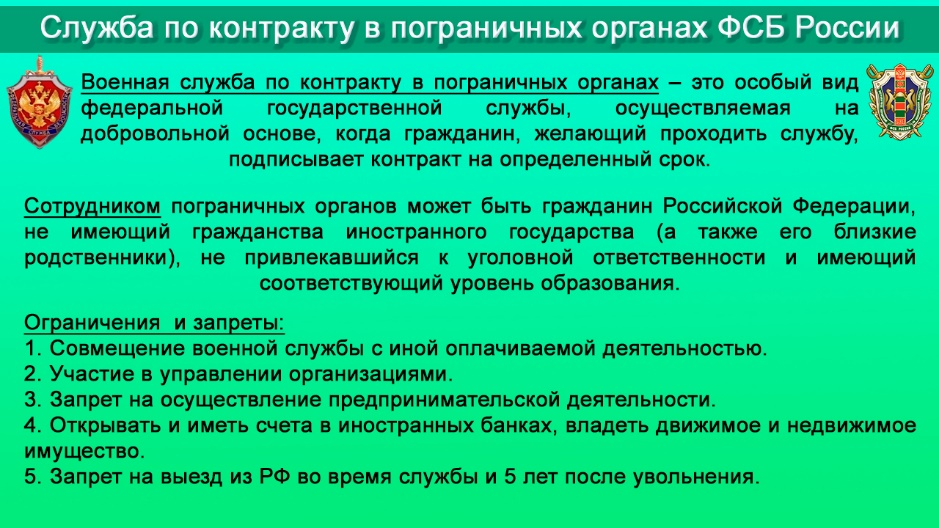 Служба по контракту в пограничных органах ФСБ России
Военная служба по контракту в пограничных органах – это особый вид
федеральной государственной службы, осуществляемая на
добровольной основе, когда гражданин, желающий проходить службу,
подписывает контракт на определенный срок.
Сотрудником пограничных органов может быть гражданин Российской Федерации,
не имеющий гражданства иностранного государства (а также его близкие
родственники), не привлекавшийся к уголовной ответственности и имеющий
соответствующий уровень образования.
Ограничения и запреты:
1. Совмещение военной службы с иной оплачиваемой деятельностью.
2. Участие в управлении организациями.
3. Запрет на осуществление предпринимательской деятельности.
4. Открывать и иметь счета в иностранных банках, владеть движимое и недвижимое
имущество.
5. Запрет на выезд из РФ во время службы и 5 лет после увольнения.